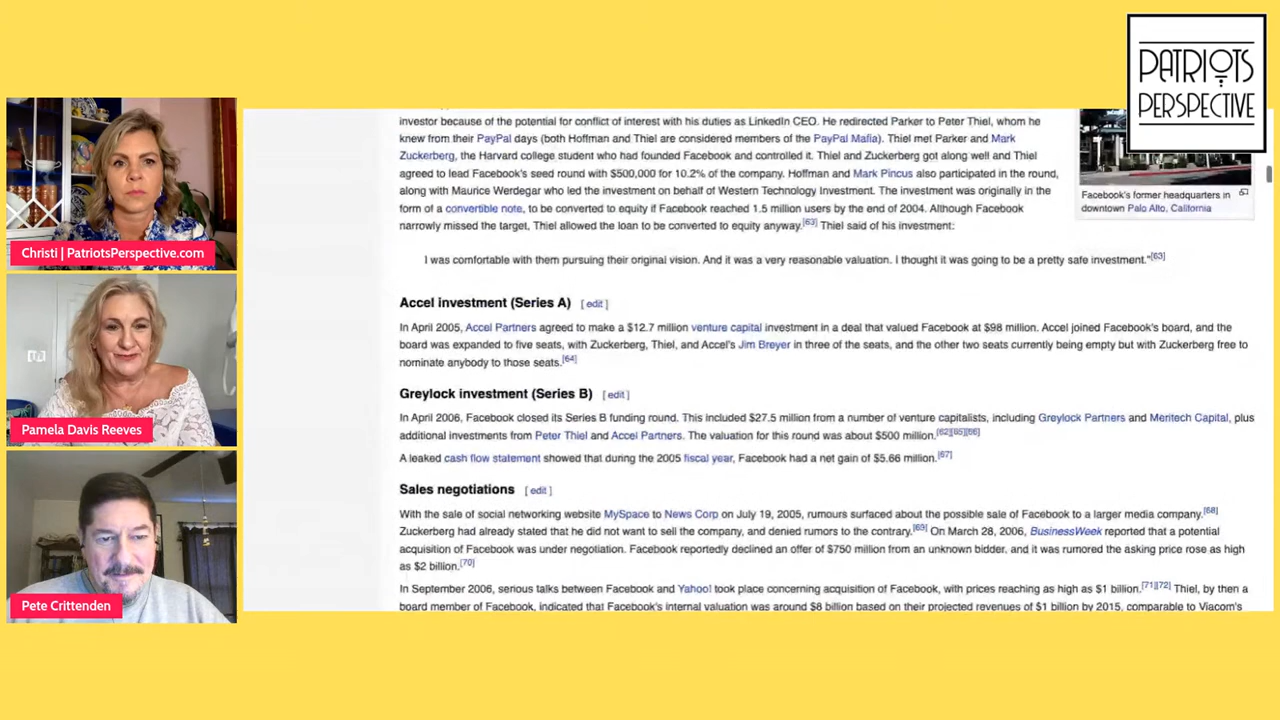 PATRIOTS
PERSPECTIVE
Christi | PatriotsPerspective.com
Pamela Davis Reeves
Pete Crittenden
investor because of the potential for conflict of interest with his duties as LinkedIn CEO. He redirected Parker to Peter Thiel, whom he
knew from their PayPal days (both Hoffman and Thiel are considered members of the PayPal Mafia). Thiel met Parker and Mark
Zuckerberg, the Harvard college student who had founded Facebook and controlled it. Thiel and Zuckerberg got along well and Thiel
agreed to lead Facebook's seed round with $500,000 for 10.2% of the company. Hoffman and Mark Pincus also participated in the round,
along with Maurice Werdegar who led the investment on behalf of Western Technology Investment. The investment was originally in the
form of a convertible note, to be converted to equity if Facebook reached 1.5 million users by the end of 2004. Although Facebook
narrowly missed the target, Thiel allowed the loan to be converted to equity anyway.[63] Thiel said of his investment:
Facebook's former headquarters in
downtown Palo Alto, California
I was comfortable with them pursuing their original vision. And it was a very reasonable valuation. I thought it was going to be a pretty safe investment."[63]
Accel investment (Series A) [edit]
In April 2005, Accel Partners agreed to make a $12.7 million venture capital investment in a deal that valued Facebook at $98 million. Accel joined Facebook's board, and the
board was expanded to five seats, with Zuckerberg, Thiel, and Accel's Jim Breyer in three of the seats, and the other two seats currently being empty but with Zuckerberg free to
nominate anybody to those seats.[64]
Greylock investment (Series B) [edit]
In April 2006, Facebook closed its Series B funding round. This included $27.5 million from a number of venture capitalists, including Greylock Partners and Meritech Capital, plus
additional investments from Peter Thiel and Accel Partners. The valuation for this round was about $500 million.[62][65][66]
A leaked cash flow statement showed that during the 2005 fiscal year, Facebook had a net gain of $5.66 million.[67]
Sales negotiations [edit]
With the sale of social networking website MySpace to News Corp on July 19, 2005, rumours surfaced about the possible sale of Facebook to a larger media company.[68]
Zuckerberg had already stated that he did not want to sell the company, and denied rumors to the contrary.[69] On March 28, 2006, BusinessWeek reported that a potential
acquisition of Facebook was under negotiation. Facebook reportedly declined an offer of $750 million from an unknown bidder, and it was rumored the asking price rose as high
as $2 billion.[70]
In September 2006, serious talks between Facebook and Yahoo! took place concerning acquisition of Facebook, with prices reaching as high as $1 billion.[71][72] Thiel, by then a
board member of Facebook, indicated that Facebook's internal valuation was around $8 billion based on their projected revenues of $1 billion by 2015, comparable to Viacom's